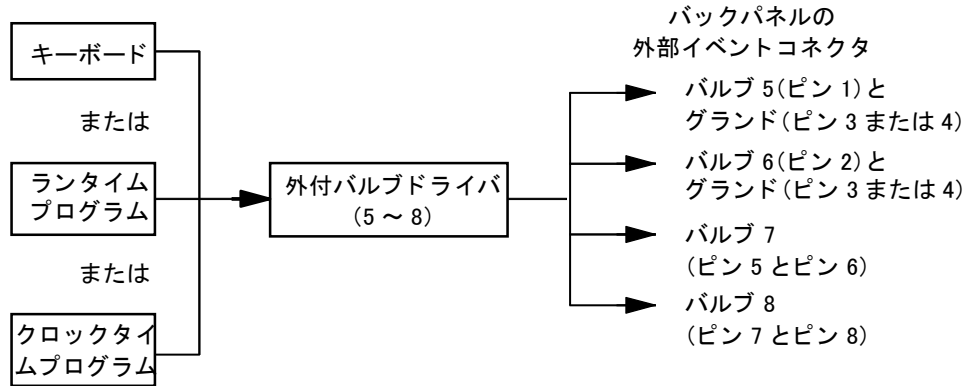 キーボード
または
ランタイム
プログラム
または
クロックタイ
ムプログラム
外付バルブドライバ
(5 ~ 8)
バックパネルの
外部イベントコネクタ
バルブ 5(ピン 1)と
グランド(ピン 3 または 4)
バルブ 6(ピン 2)と
グランド(ピン 3 または 4)
バルブ 7
(ピン 5 とピン 6)
バルブ 8
(ピン 7 とピン 8)